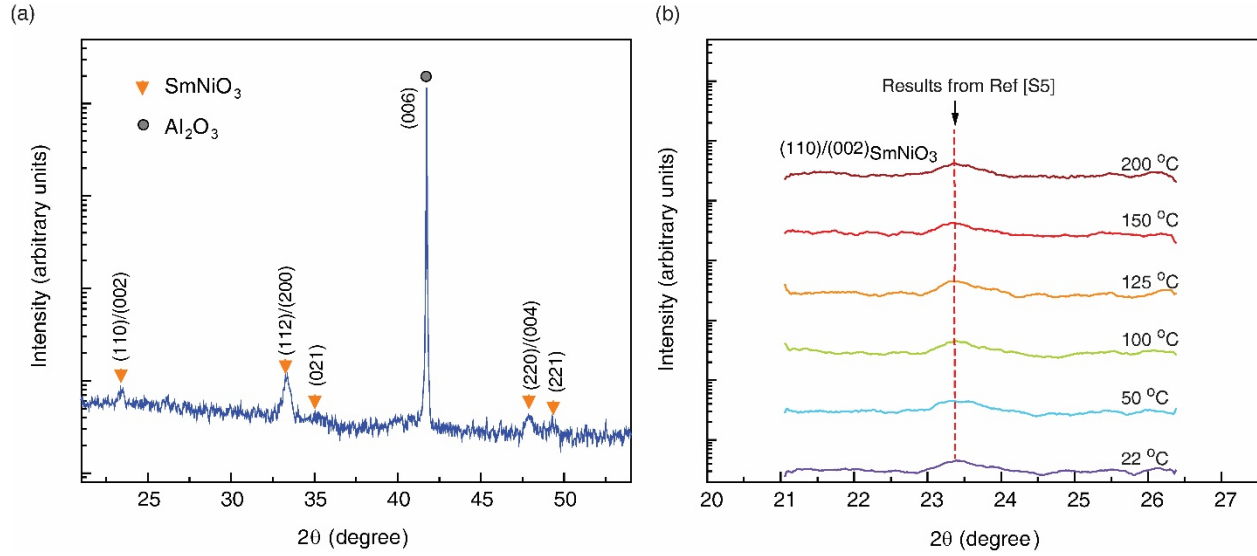 (a)
Intensity (arbitrary units)
SmNiO₃
Al₂O₃
(110)/(002)
(112)/(200)
(021)
(006)
(220)/(004)
(221)
25 30 35 40 45 50
2θ (degree)
(b)
Intensity (arbitrary units)
Results from Ref [S5]
(110)/(002)SmNiO₃
200 °C
150 °C
125 °C
100 °C
50 °C
22 °C
20 21 22 23 24 25 26 27
2θ (degree)